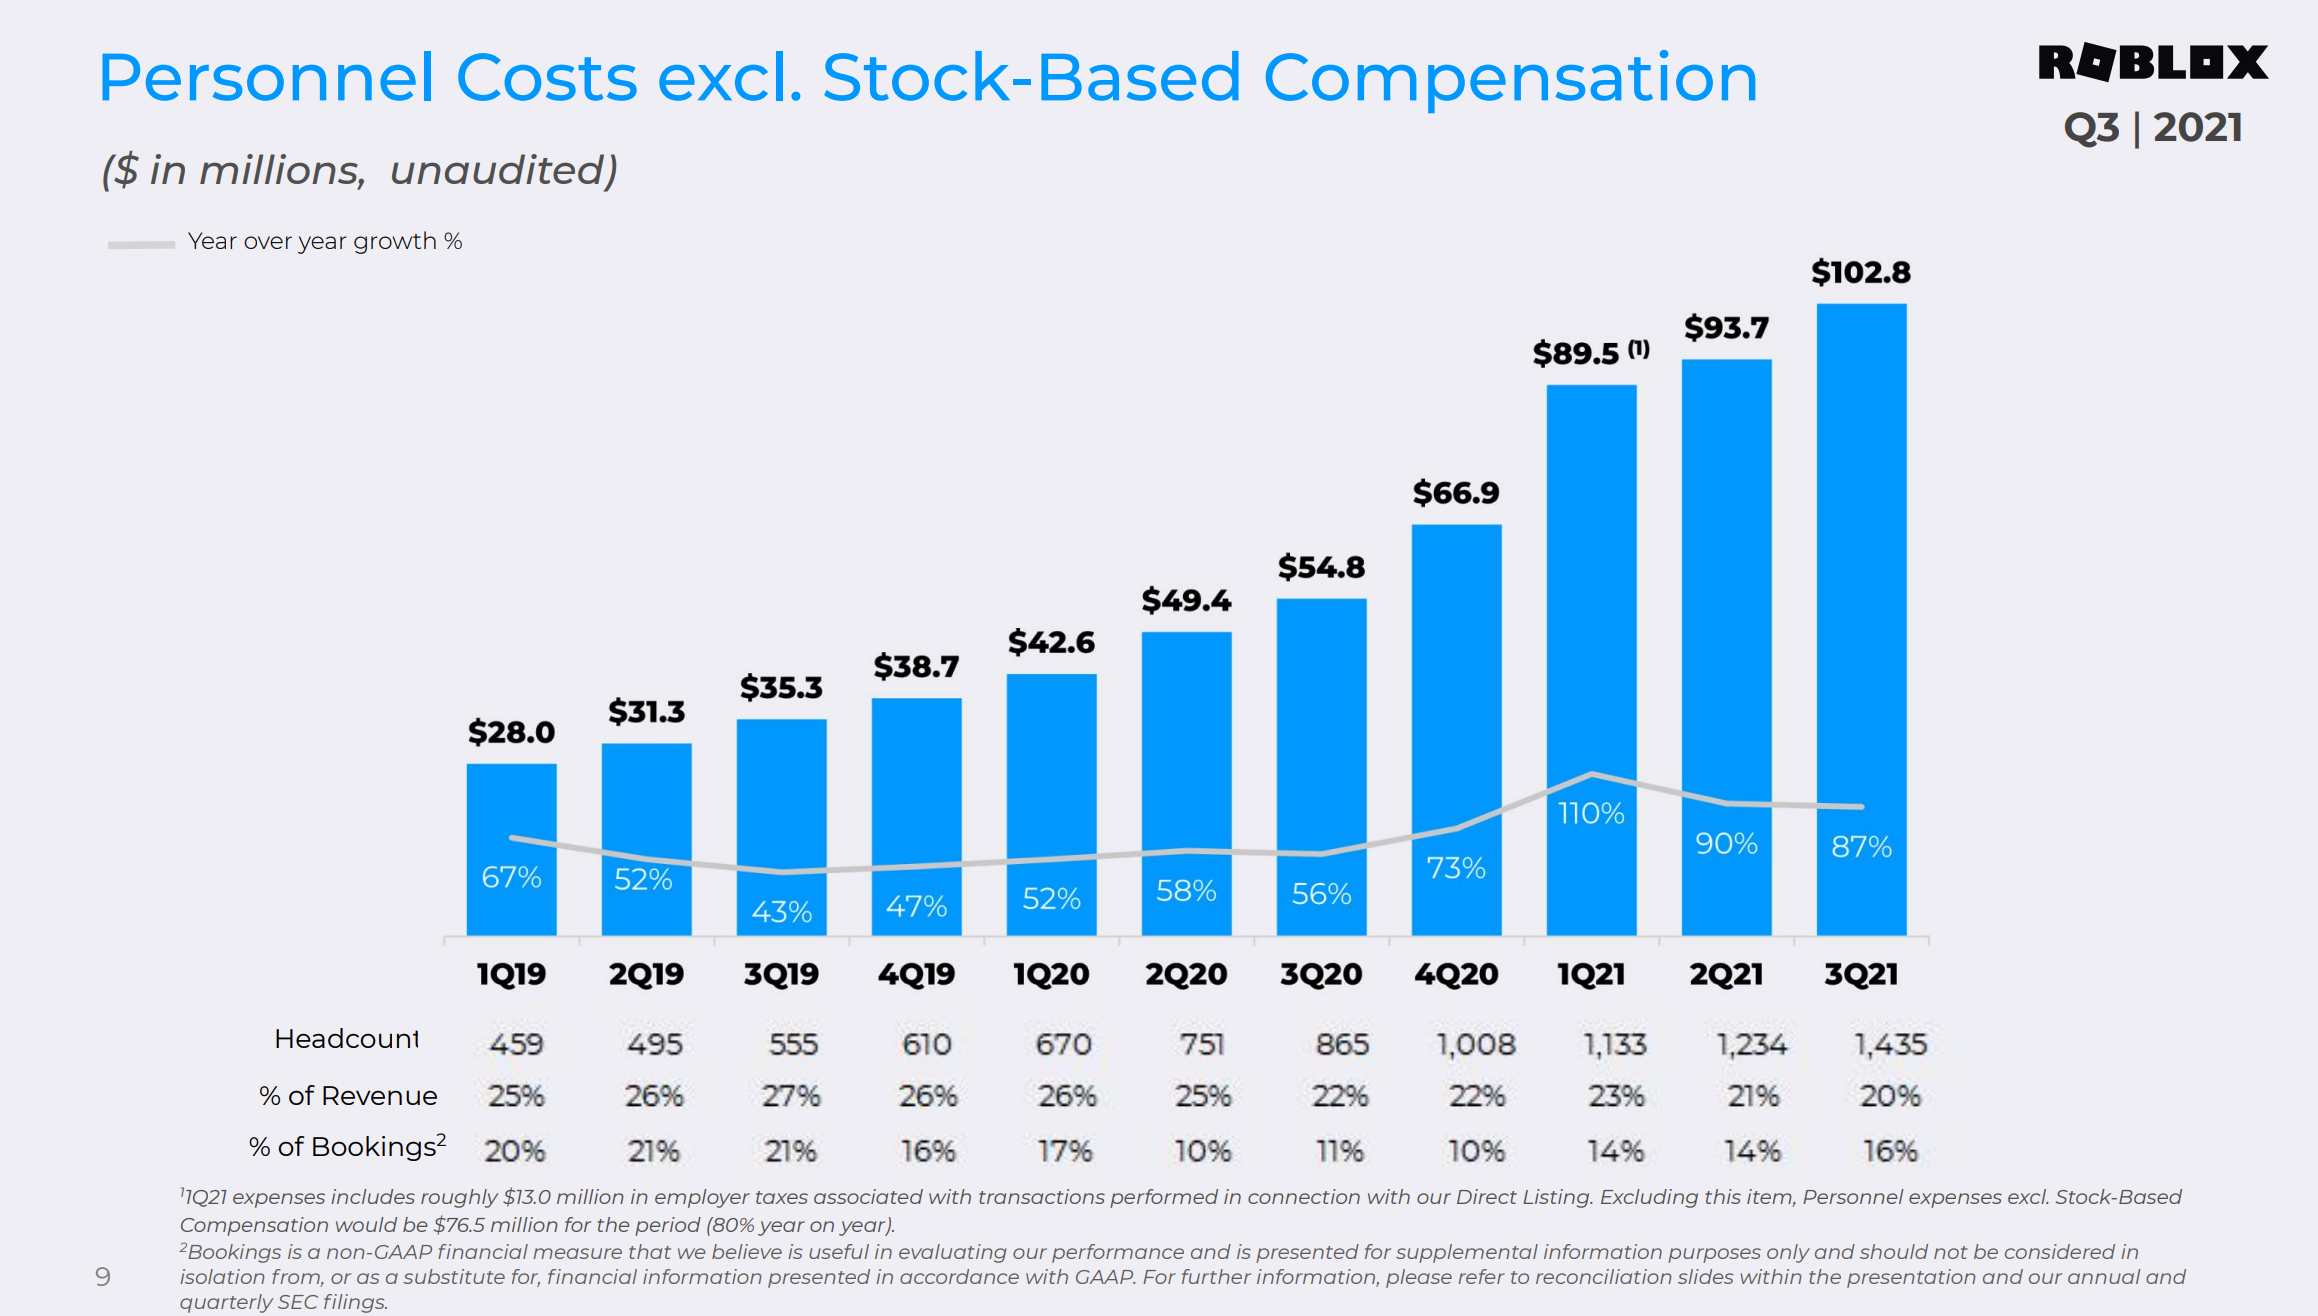 Personnel Costs excl. Stock-Based Compensation
ROBLOX
Q3 | 2021
($ in millions, unaudited)
Year over year growth %
$28.0 $31.3 $35.3 $38.7 $42.6 $49.4 $54.8 $66.9 $89.5 (1) $93.7 $102.8
67% 52% 43% 47% 52% 58% 56% 73% 110% 90% 87%
1Q19 2Q19 3Q19 4Q19 1Q20 2Q20 3Q20 4Q20 1Q21 2Q21 3Q21
Headcount 459 495 555 610 670 751 865 1,008 1,133 1,234 1,435
% of Revenue 25% 26% 27% 26% 26% 25% 22% 22% 23% 21% 20%
% of Bookings2 20% 21% 21% 16% 17% 10% 11% 10% 14% 14% 16%
11Q21 expenses includes roughly $13.0 million in employer taxes associated with transactions performed in connection with our Direct Listing. Excluding this item, Personnel expenses excl. Stock-Based
Compensation would be $76.5 million for the period (80% year on year).
2Bookings is a non-GAAP financial measure that we believe is useful in evaluating our performance and is presented for supplemental information purposes only and should not be considered in
isolation from, or as a substitute for, financial information presented in accordance with GAAP. For further information, please refer to reconciliation slides within the presentation and our annual and
quarterly SEC filings.
9